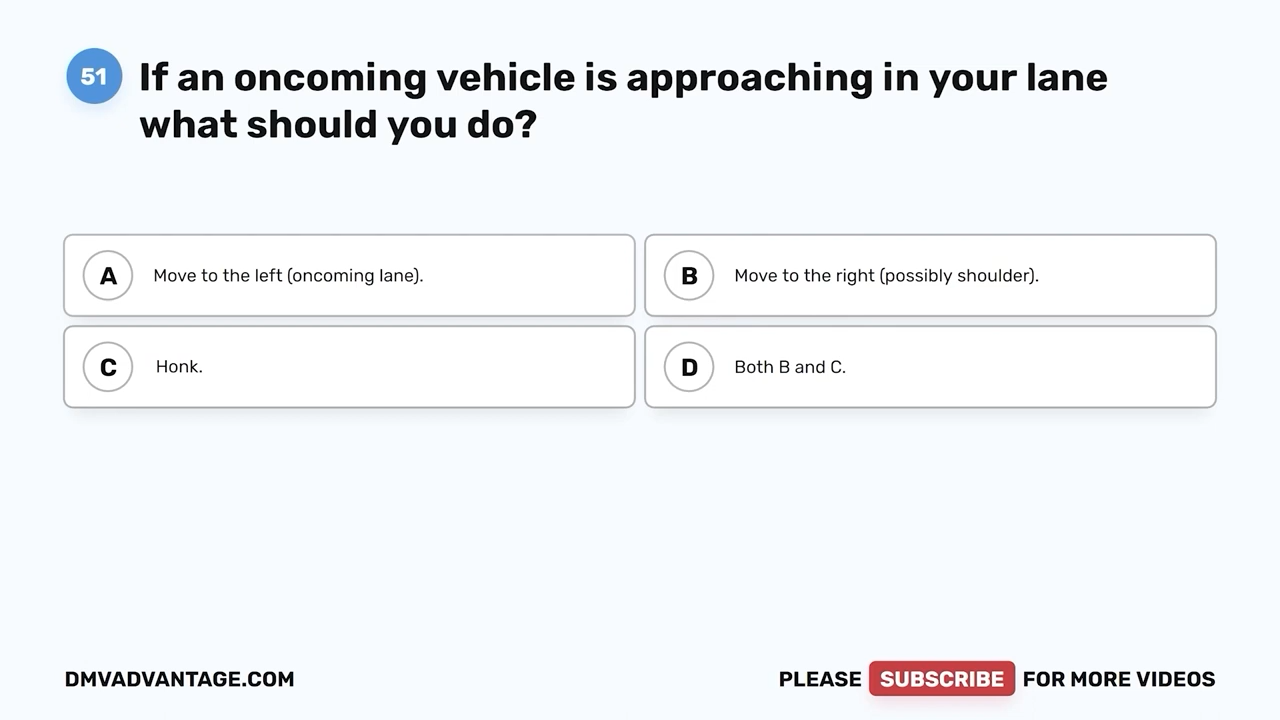 51
If an oncoming vehicle is approaching in your lane
what should you do?
A Move to the left (oncoming lane).
B Move to the right (possibly shoulder).
C Honk.
D Both B and C.
DMVADVANTAGE.COM
PLEASE SUBSCRIBE FOR MORE VIDEOS